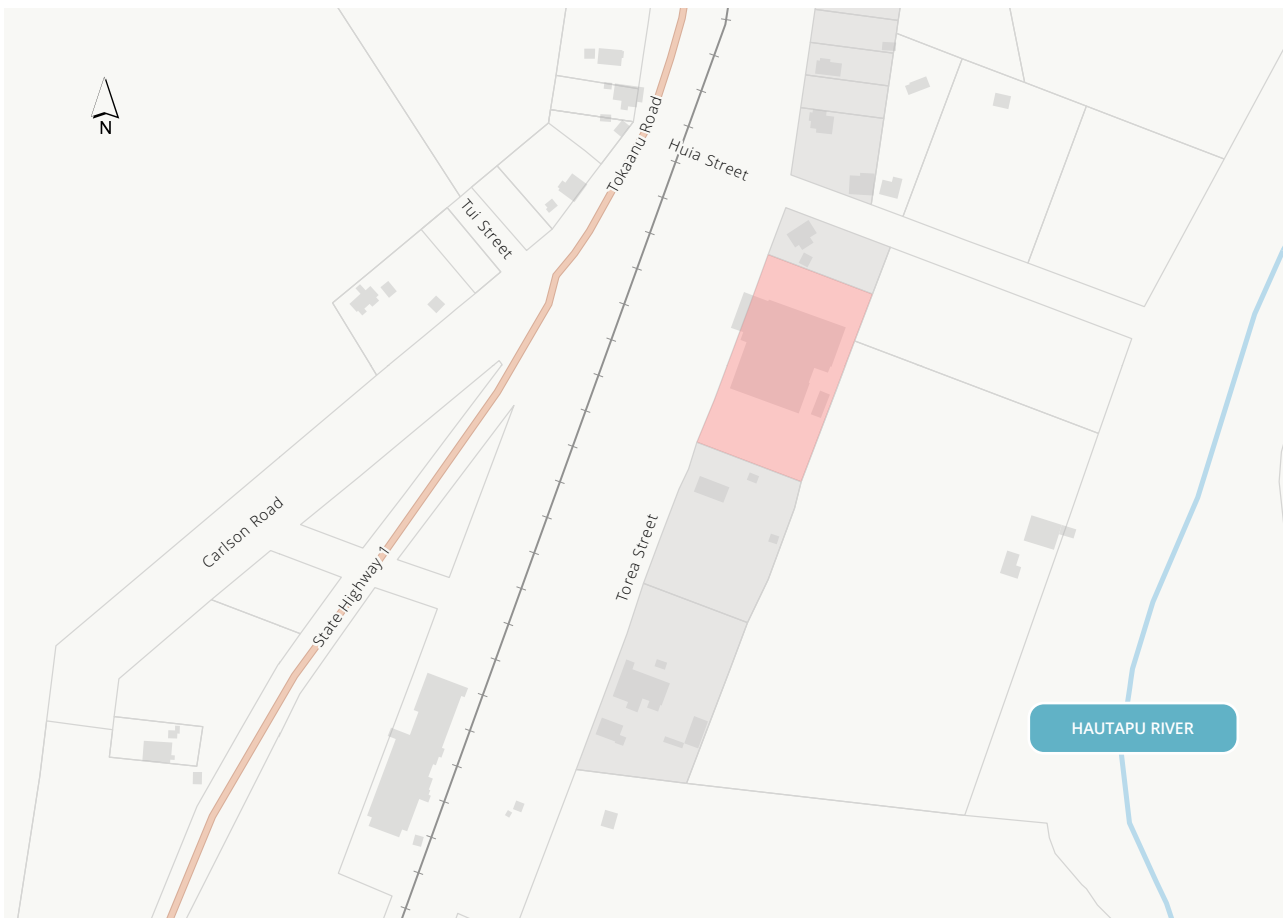 N
Tokaanu Road
Huia Street
Tui Street
Carlson Road
State Highway 1
Torea Street
HAUTAPU RIVER